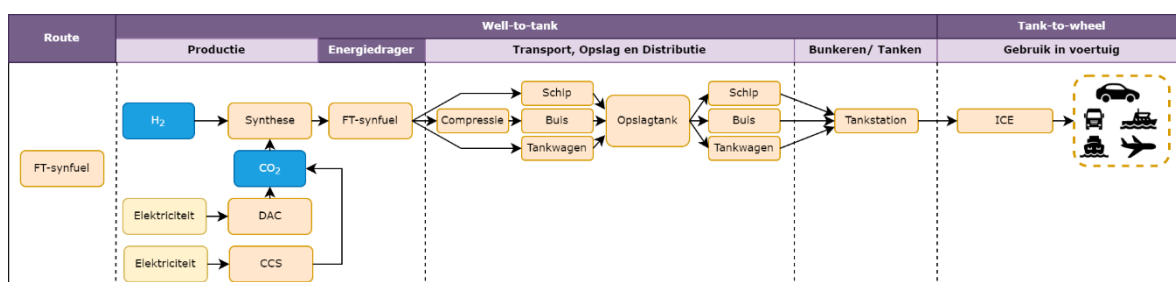 Route
Well-to-tank
Tank-to-wheel
Productie
Energiedrager
Transport, Opslag en Distributie
Bunkeren/ Tanken
Gebruik in voertuig
FT-synfuel
H₂
Synthese
FT-synfuel
Compressie
Schip
Buis
Tankwagen
Opslagtank
Schip
Buis
Tankwagen
Tankstation
ICE
CO₂
Elektriciteit
DAC
Elektriciteit
CCS